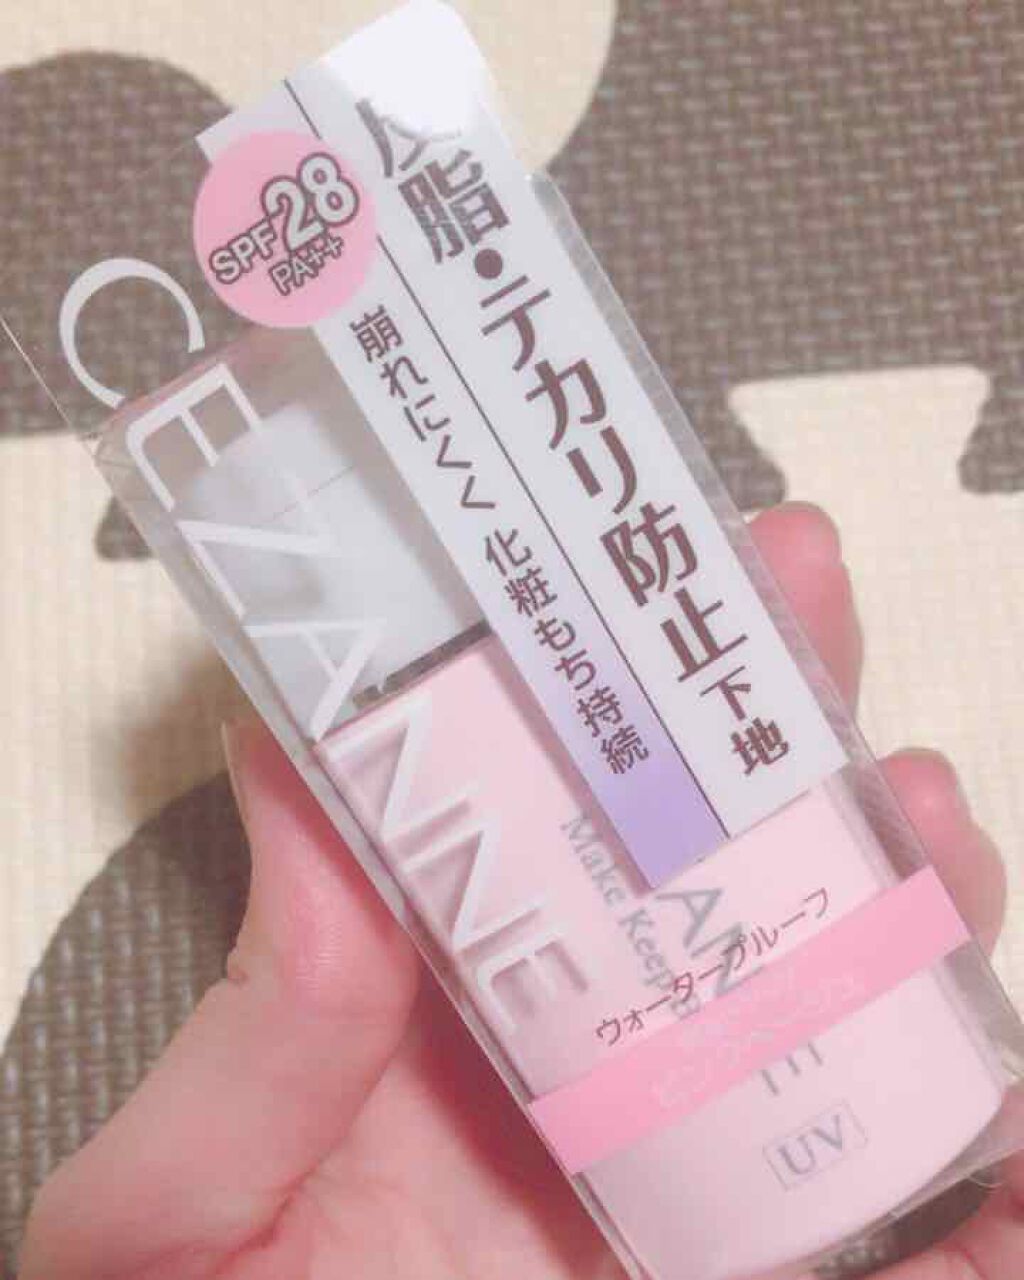 SPF28
PA++
皮脂・テカリ防止下地
崩れにくく 化粧もち持続
CEZANNE
Make Keep
ウォータープルーフ
UV